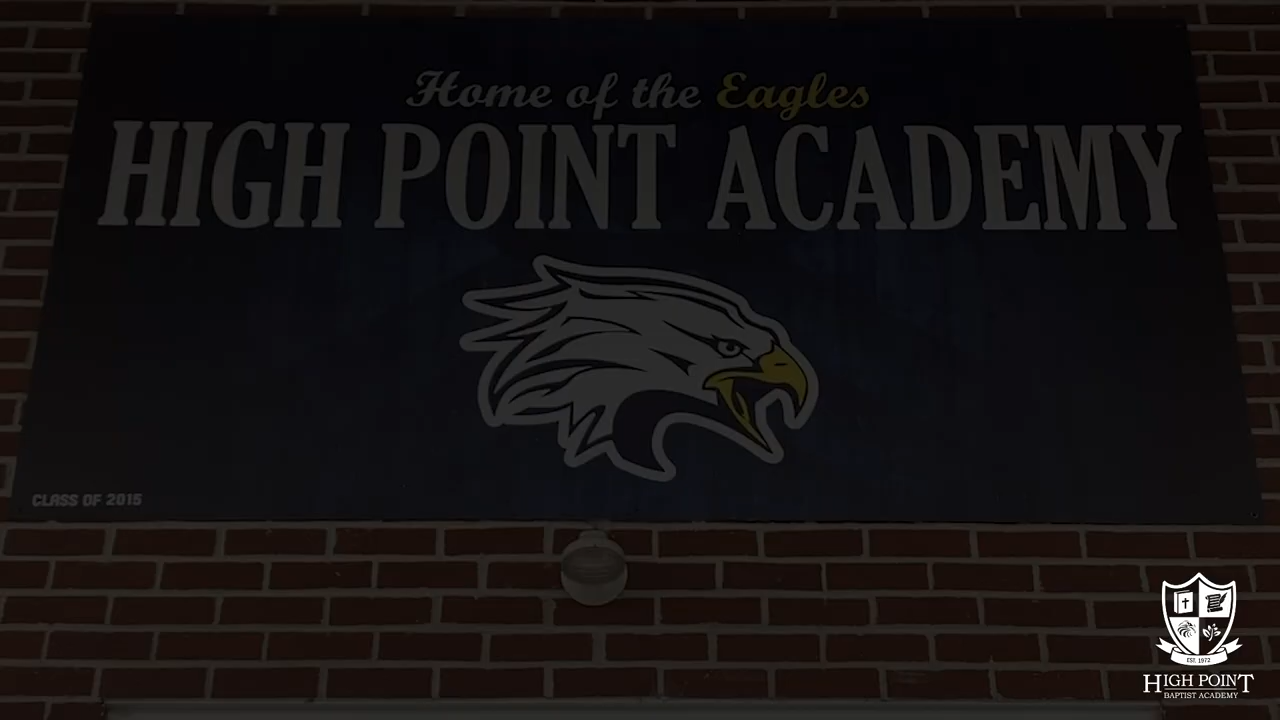 Home of the Eagles
HIGH POINT ACADEMY
CLASS OF 2015
EST. 1972
HIGH POINT
BAPTIST ACADEMY